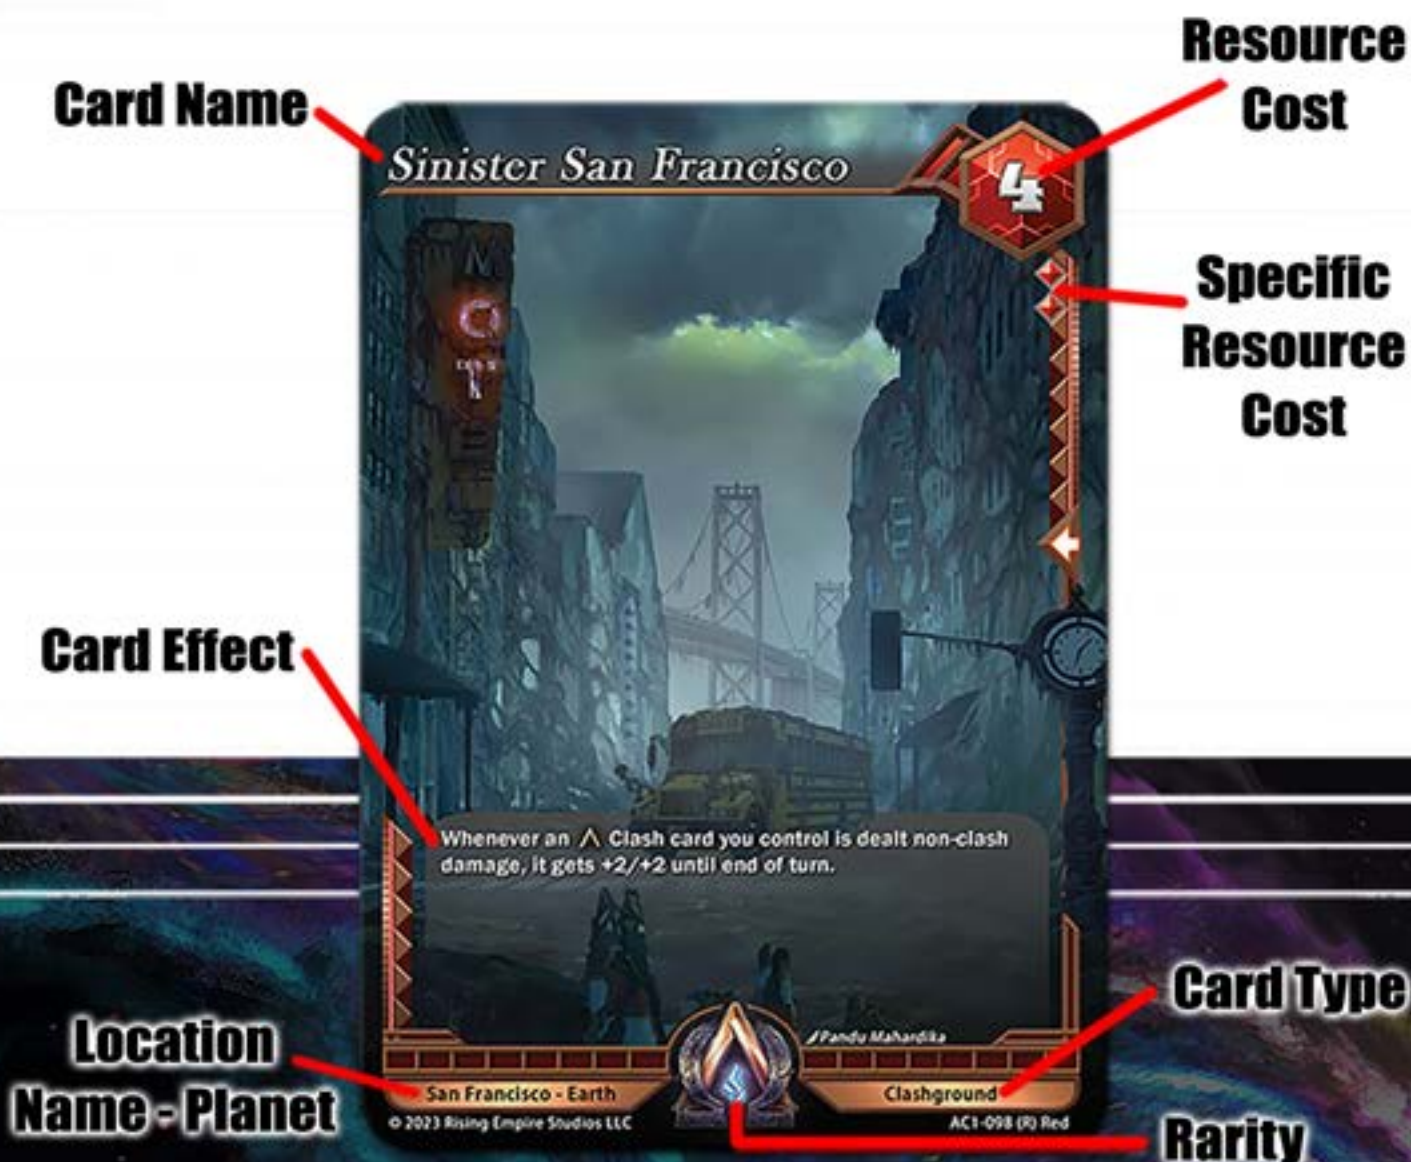 Resource
Cost
Card Name
Sinister San Francisco
4
Specific
Resource
Cost
M
O
T
E
L
Card Effect
Whenever an Clash card you control is dealt non-clash
damage, it gets +2/+2 until end of turn.
Card Type
Pandu Mahardika
Location
Name - Planet
San Francisco - Earth
Clashground
© 2023 Rising Empire Studios LLC
AC1-098 (R) Red
Rarity